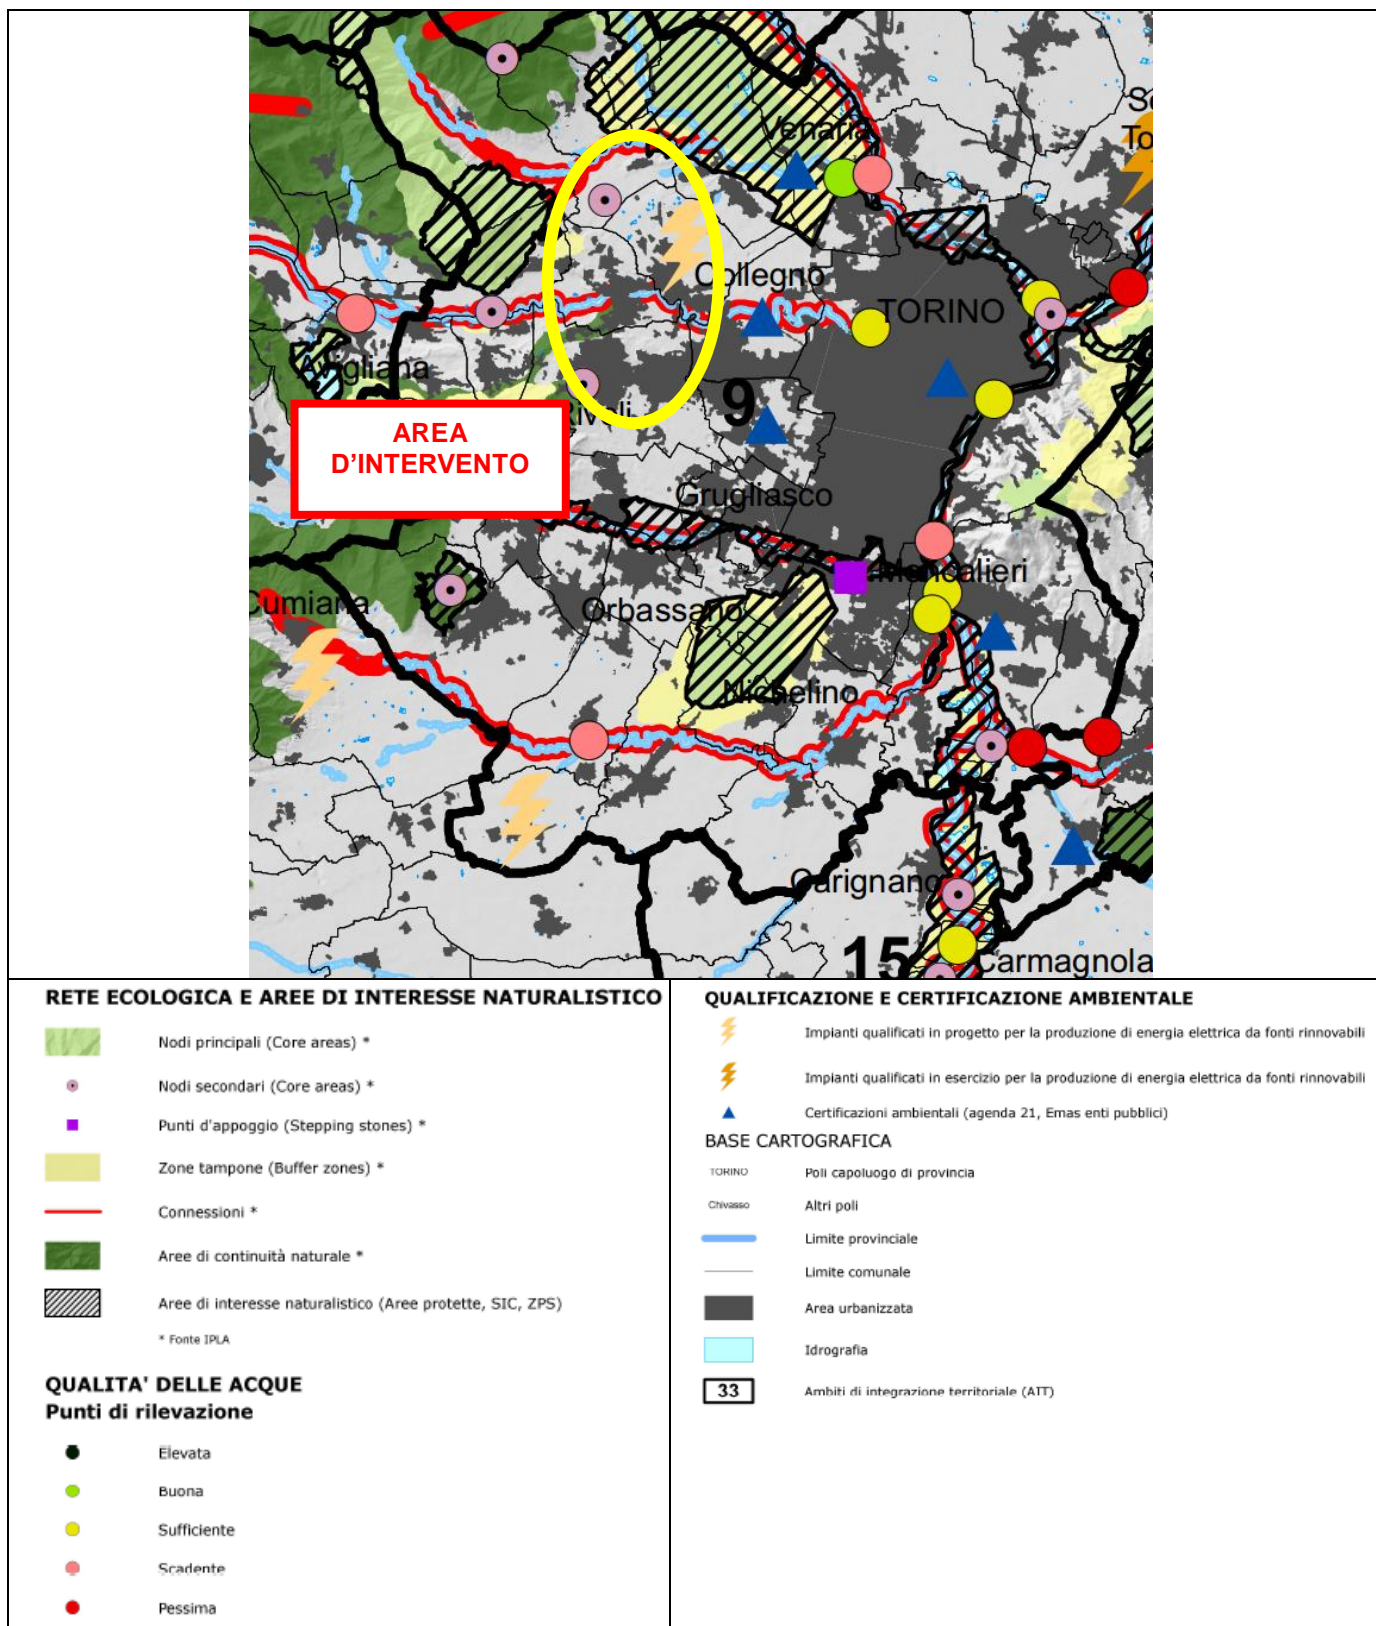 Se
To
Venaria
Collegno
TORINO
Avigliana
Rivoli
9
AREA
D'INTERVENTO
Grugliasco
Moncalieri
Cumiana
Orbassano
Nichelino
Carignano
15
Carmagnola
RETE ECOLOGICA E AREE DI INTERESSE NATURALISTICO
Nodi principali (Core areas) *
Nodi secondari (Core areas) *
Punti d'appoggio (Stepping stones) *
Zone tampone (Buffer zones) *
Connessioni *
Aree di continuità naturale *
Aree di interesse naturalistico (Aree protette, SIC, ZPS)
* Fonte IPLA
QUALITA' DELLE ACQUE
Punti di rilevazione
Elevata
Buona
Sufficiente
Scadente
Pessima
QUALIFICAZIONE E CERTIFICAZIONE AMBIENTALE
Impianti qualificati in progetto per la produzione di energia elettrica da fonti rinnovabili
Impianti qualificati in esercizio per la produzione di energia elettrica da fonti rinnovabili
Certificazioni ambientali (agenda 21, Emas enti pubblici)
BASE CARTOGRAFICA
TORINO Poli capoluogo di provincia
Chivasso Altri poli
Limite provinciale
Limite comunale
Area urbanizzata
Idrografia
33 Ambiti di integrazione territoriale (AIT)